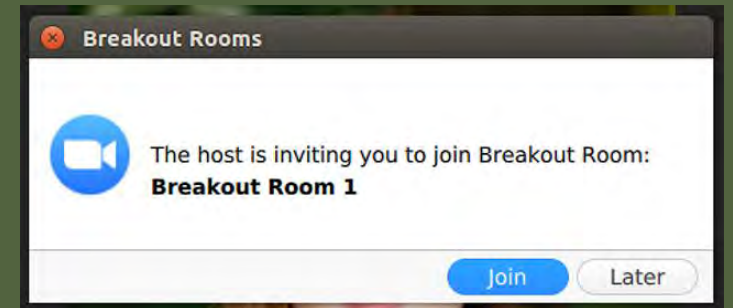 Breakout Rooms
The host is inviting you to join Breakout Room:
Breakout Room 1
Join Later